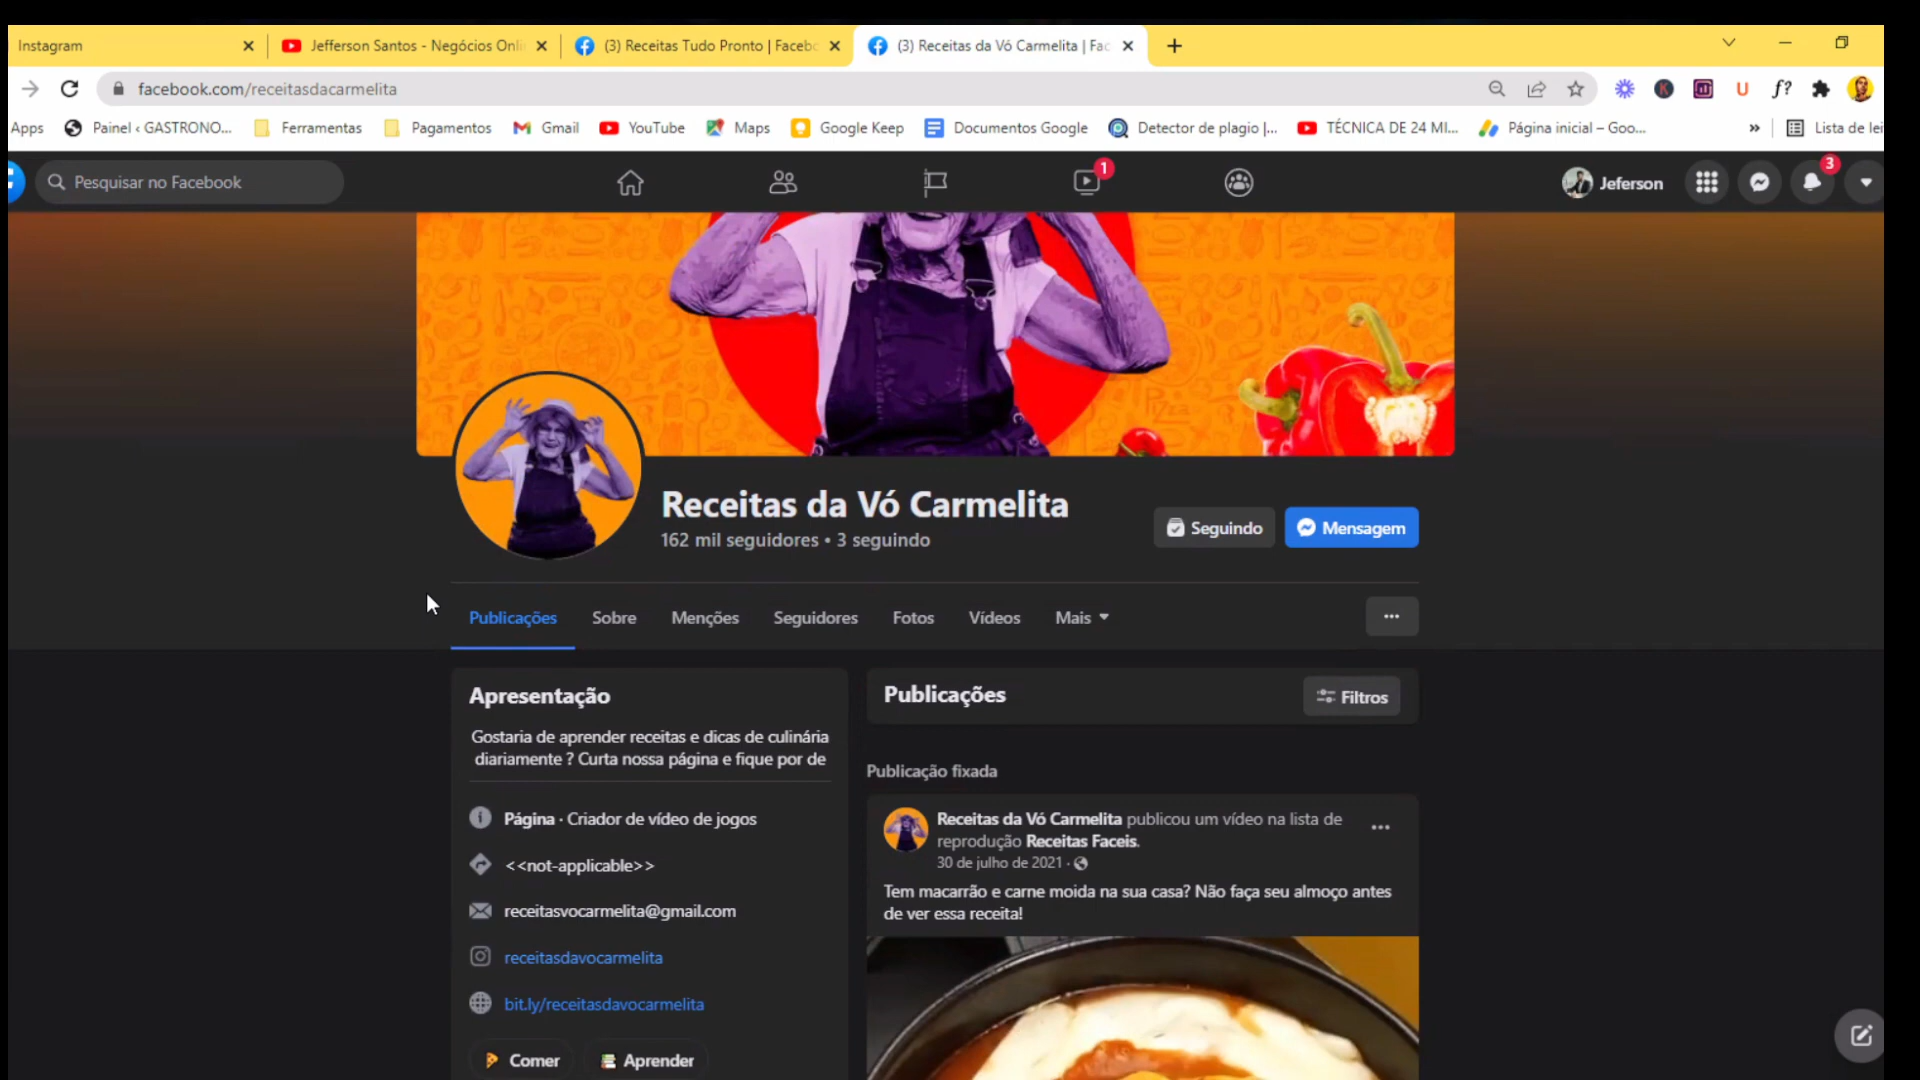 Instagram
Jefferson Santos - Negócios Onli
(3) Receitas Tudo Pronto | Facebo
(3) Receitas da Vó Carmelita | Fac
facebook.com/receitasdacarmelita
Apps
Painel ‹ GASTRONO...
Ferramentas
Pagamentos
Gmail
YouTube
Maps
Google Keep
Documentos Google
Detector de plagio |...
TÉCNICA DE 24 MI...
Página inicial – Goo...
Lista de lei
Pesquisar no Facebook
1
Jeferson
3
Receitas da Vó Carmelita
162 mil seguidores • 3 seguindo
Seguindo
Mensagem
Publicações
Sobre
Menções
Seguidores
Fotos
Vídeos
Mais
Apresentação
Gostaria de aprender receitas e dicas de culinária
diariamente ? Curta nossa página e fique por de
Página · Criador de vídeo de jogos
<<not-applicable>>
receitasvocarmelita@gmail.com
receitasdavocarmelita
bit.ly/receitasdavocarmelita
Comer
Aprender
Publicações
Filtros
Publicação fixada
Receitas da Vó Carmelita publicou um vídeo na lista de
reprodução Receitas Faceis.
30 de julho de 2021 ·
Tem macarrão e carne moida na sua casa? Não faça seu almoço antes
de ver essa receita!